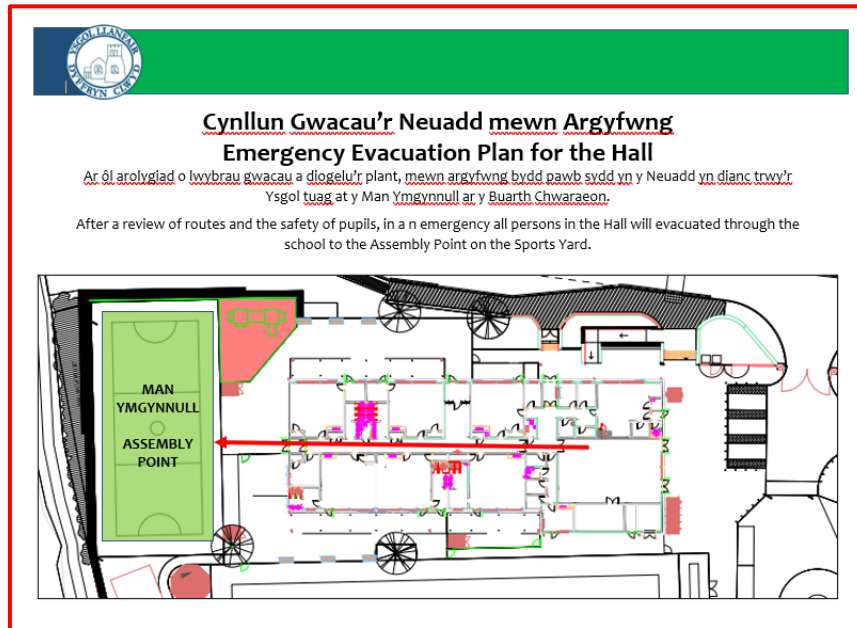 YSGOL LLANFAIR
DYFFRYN CLWYD
Cynllun Gwacau'r Neuadd mewn Argyfwng
Emergency Evacuation Plan for the Hall
Ar ôl arolygiad o lwybrau gwacau a diogelu'r plant, mewn argyfwng bydd pawb sydd yn y Neuadd yn dianc trwy'r
Ysgol tuag at y Man Ymgynnull ar y Buarth Chwaraeon.
After a review of routes and the safety of pupils, in a n emergency all persons in the Hall will evacuated through the
school to the Assembly Point on the Sports Yard.
MAN
YMGYNNULL
ASSEMBLY
POINT